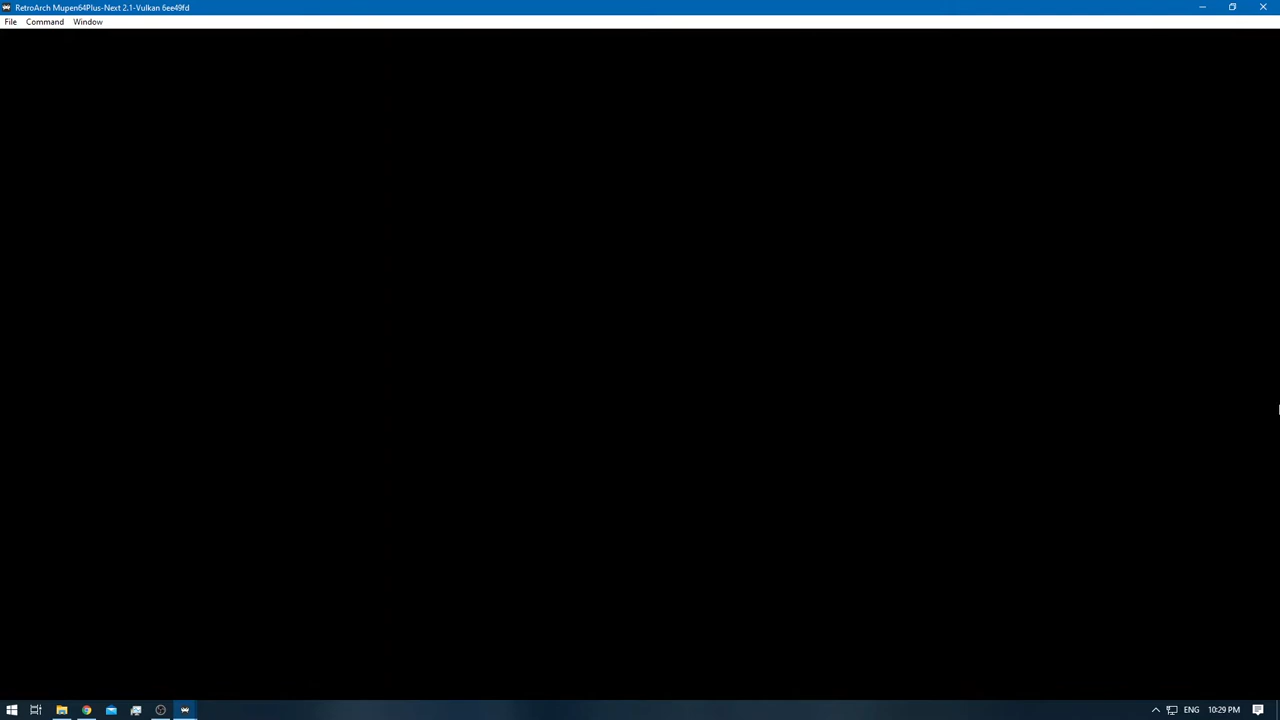 RetroArch Mupen64Plus-Next 2.1-Vulkan 6ee49fd
File Command Window
ENG 10:29 PM